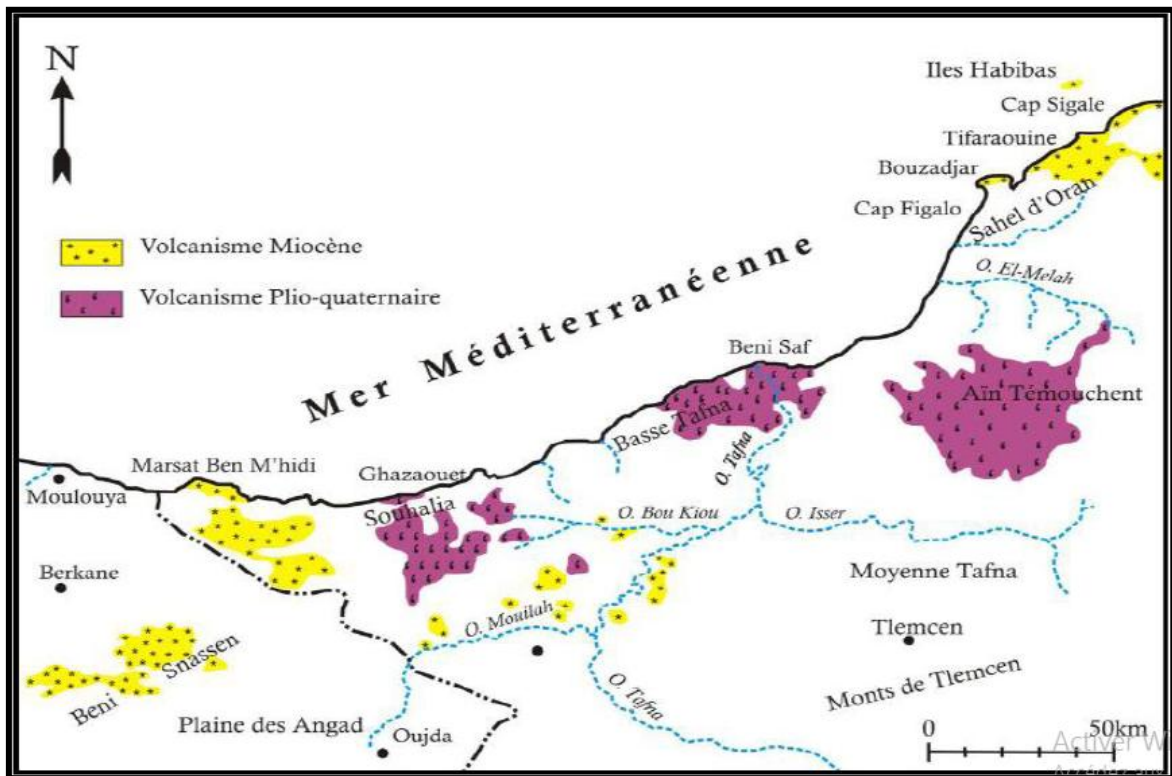 N
Iles Habibas
Cap Sigale
Tifaraouine
Bouzadjar
Cap Figalo
Sahel d'Oran
Volcanisme Miocène
Volcanisme Plio-quaternaire
Mer Méditerranéenne
O. El-Melah
Beni Saf
Aïn Témouchent
Basse Tafna
O. Tafna
Marsat Ben M'hidi
Ghazaouet
Moulouya
Souhalia
O. Bou Kiou
O. Isser
Berkane
Moyenne Tafna
O. Mouilah
Tlemcen
Beni Snassen
O. Tafna
Monts de Tlemcen
Plaine des Angad
Oujda
0 50km
Activer W